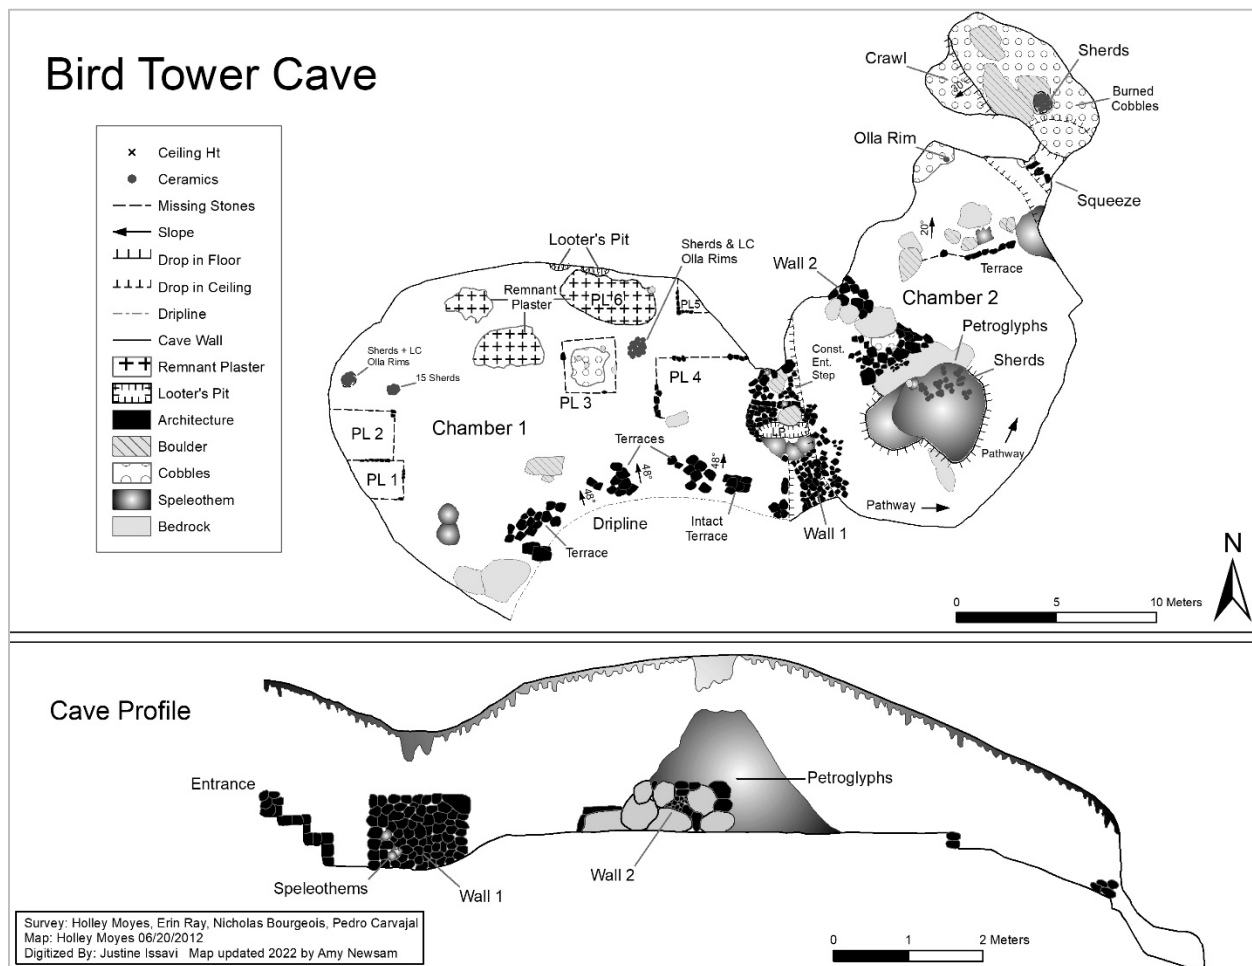 Bird Tower Cave
Ceiling Ht
Ceramics
Missing Stones
Slope
Drop in Floor
Drop in Ceiling
Dripline
Cave Wall
Remnant Plaster
Looter's Pit
Architecture
Boulder
Cobbles
Speleothem
Bedrock
Crawl
30°
Sherds
Burned
Cobbles
Olla Rim
Squeeze
20°
Terrace
Looter's Pit
Sherds & LC
Olla Rims
Wall 2
Chamber 2
Remnant
Plaster
PL 6
PL5
Petroglyphs
Sherds
Const.
Ent.
Step
Sherds + LC
Olla Rims
15 Sherds
PL 3
PL 4
PL 2
Chamber 1
Terraces
LP
PL 1
48°
48°
48°
Pathway
Pathway
Dripline
Intact
Terrace
Wall 1
Terrace
N
0 5 10 Meters
Cave Profile
Entrance
Petroglyphs
Speleothems
Wall 1
Wall 2
Survey: Holley Moyes, Erin Ray, Nicholas Bourgeois, Pedro Carvajal
Map: Holley Moyes 06/20/2012
Digitized By: Justine Issavi Map updated 2022 by Amy Newsam
0 1 2 Meters